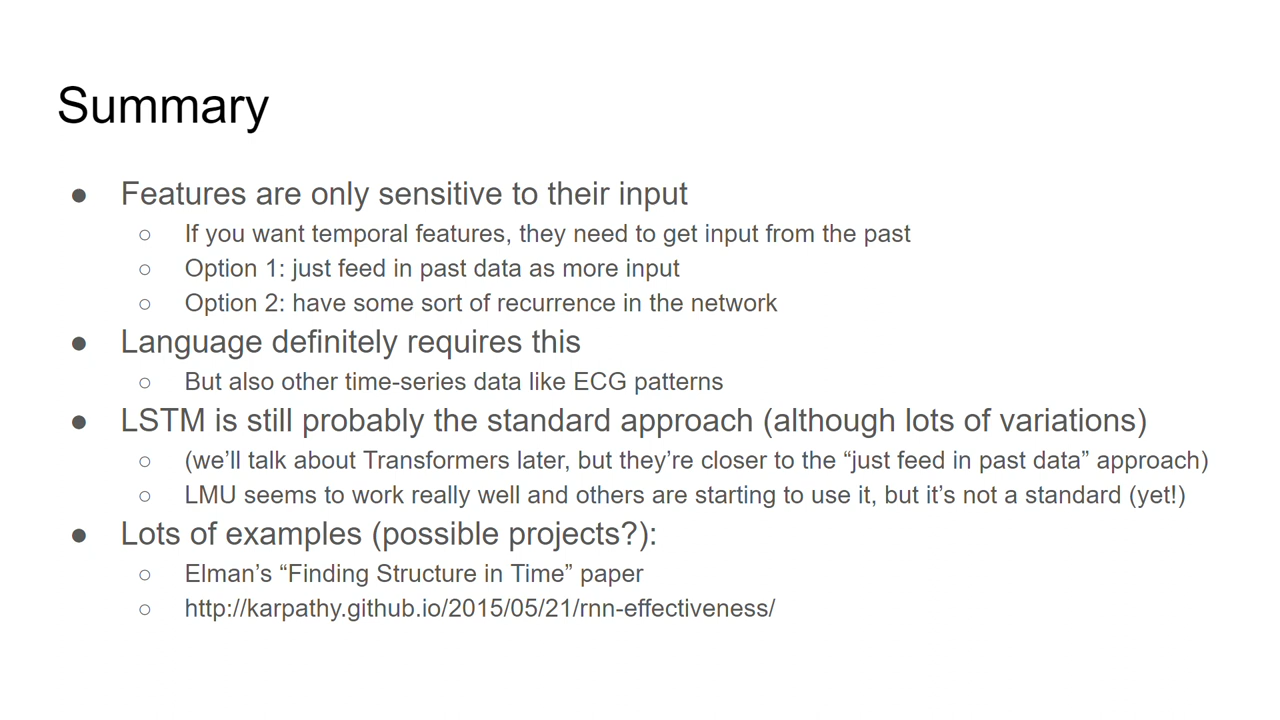 Summary
● Features are only sensitive to their input
○ If you want temporal features, they need to get input from the past
○ Option 1: just feed in past data as more input
○ Option 2: have some sort of recurrence in the network
● Language definitely requires this
○ But also other time-series data like ECG patterns
● LSTM is still probably the standard approach (although lots of variations)
○ (we’ll talk about Transformers later, but they’re closer to the “just feed in past data” approach)
○ LMU seems to work really well and others are starting to use it, but it’s not a standard (yet!)
● Lots of examples (possible projects?):
○ Elman’s “Finding Structure in Time” paper
○ http://karpathy.github.io/2015/05/21/rnn-effectiveness/